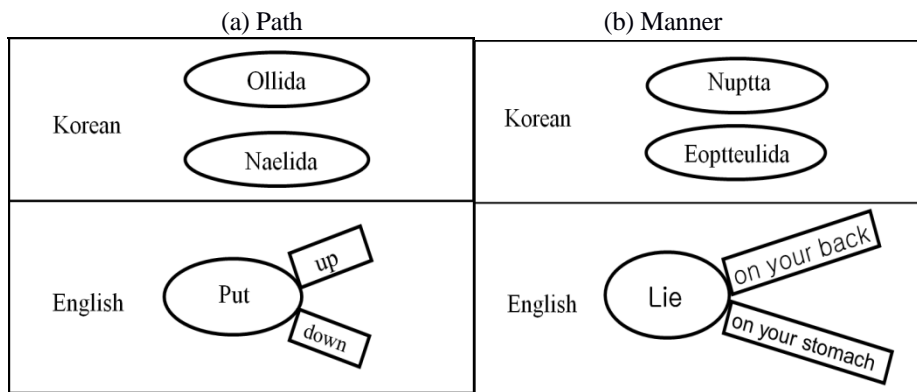 (a) Path
(b) Manner
Korean
Ollida
Naelida
Korean
Nuptta
Eoptteulida
English
Put
up
down
English
Lie
on your back
on your stomach